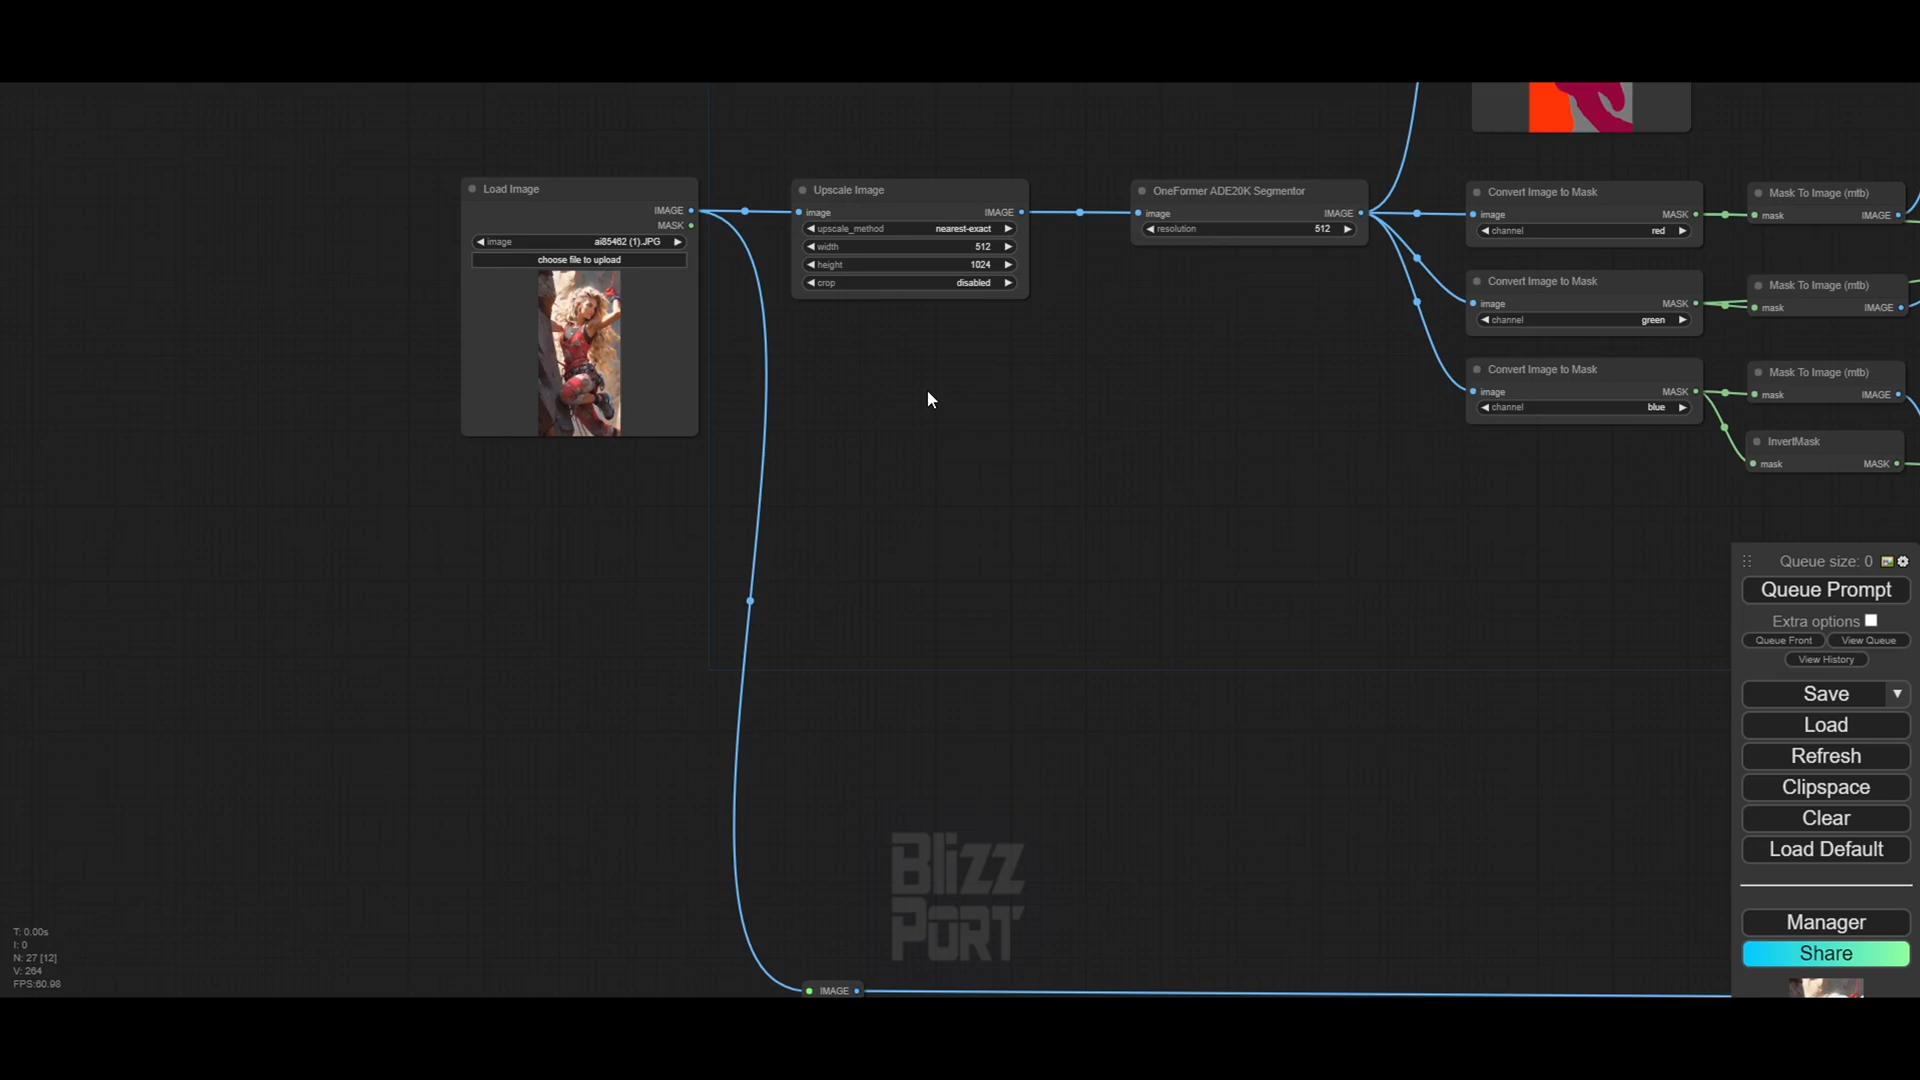 Load Image
IMAGE
MASK
image ai85462 (1).JPG
choose file to upload
Upscale Image
image IMAGE
upscale_method nearest-exact
width 512
height 1024
crop disabled
OneFormer ADE20K Segmentor
image IMAGE
resolution 512
Convert Image to Mask
image MASK
channel red
Mask To Image (mtb)
mask IMAGE
Convert Image to Mask
image MASK
channel green
Mask To Image (mtb)
mask IMAGE
Convert Image to Mask
image MASK
channel blue
Mask To Image (mtb)
mask IMAGE
InvertMask
mask MASK
Queue size: 0
Queue Prompt
Extra options
Queue Front View Queue
View History
Save
Load
Refresh
Clipspace
Clear
Load Default
Manager
Share
Blizz
PORT
IMAGE
T: 0.00s
I: 0
N: 27 [12]
V: 264
FPS:60.98